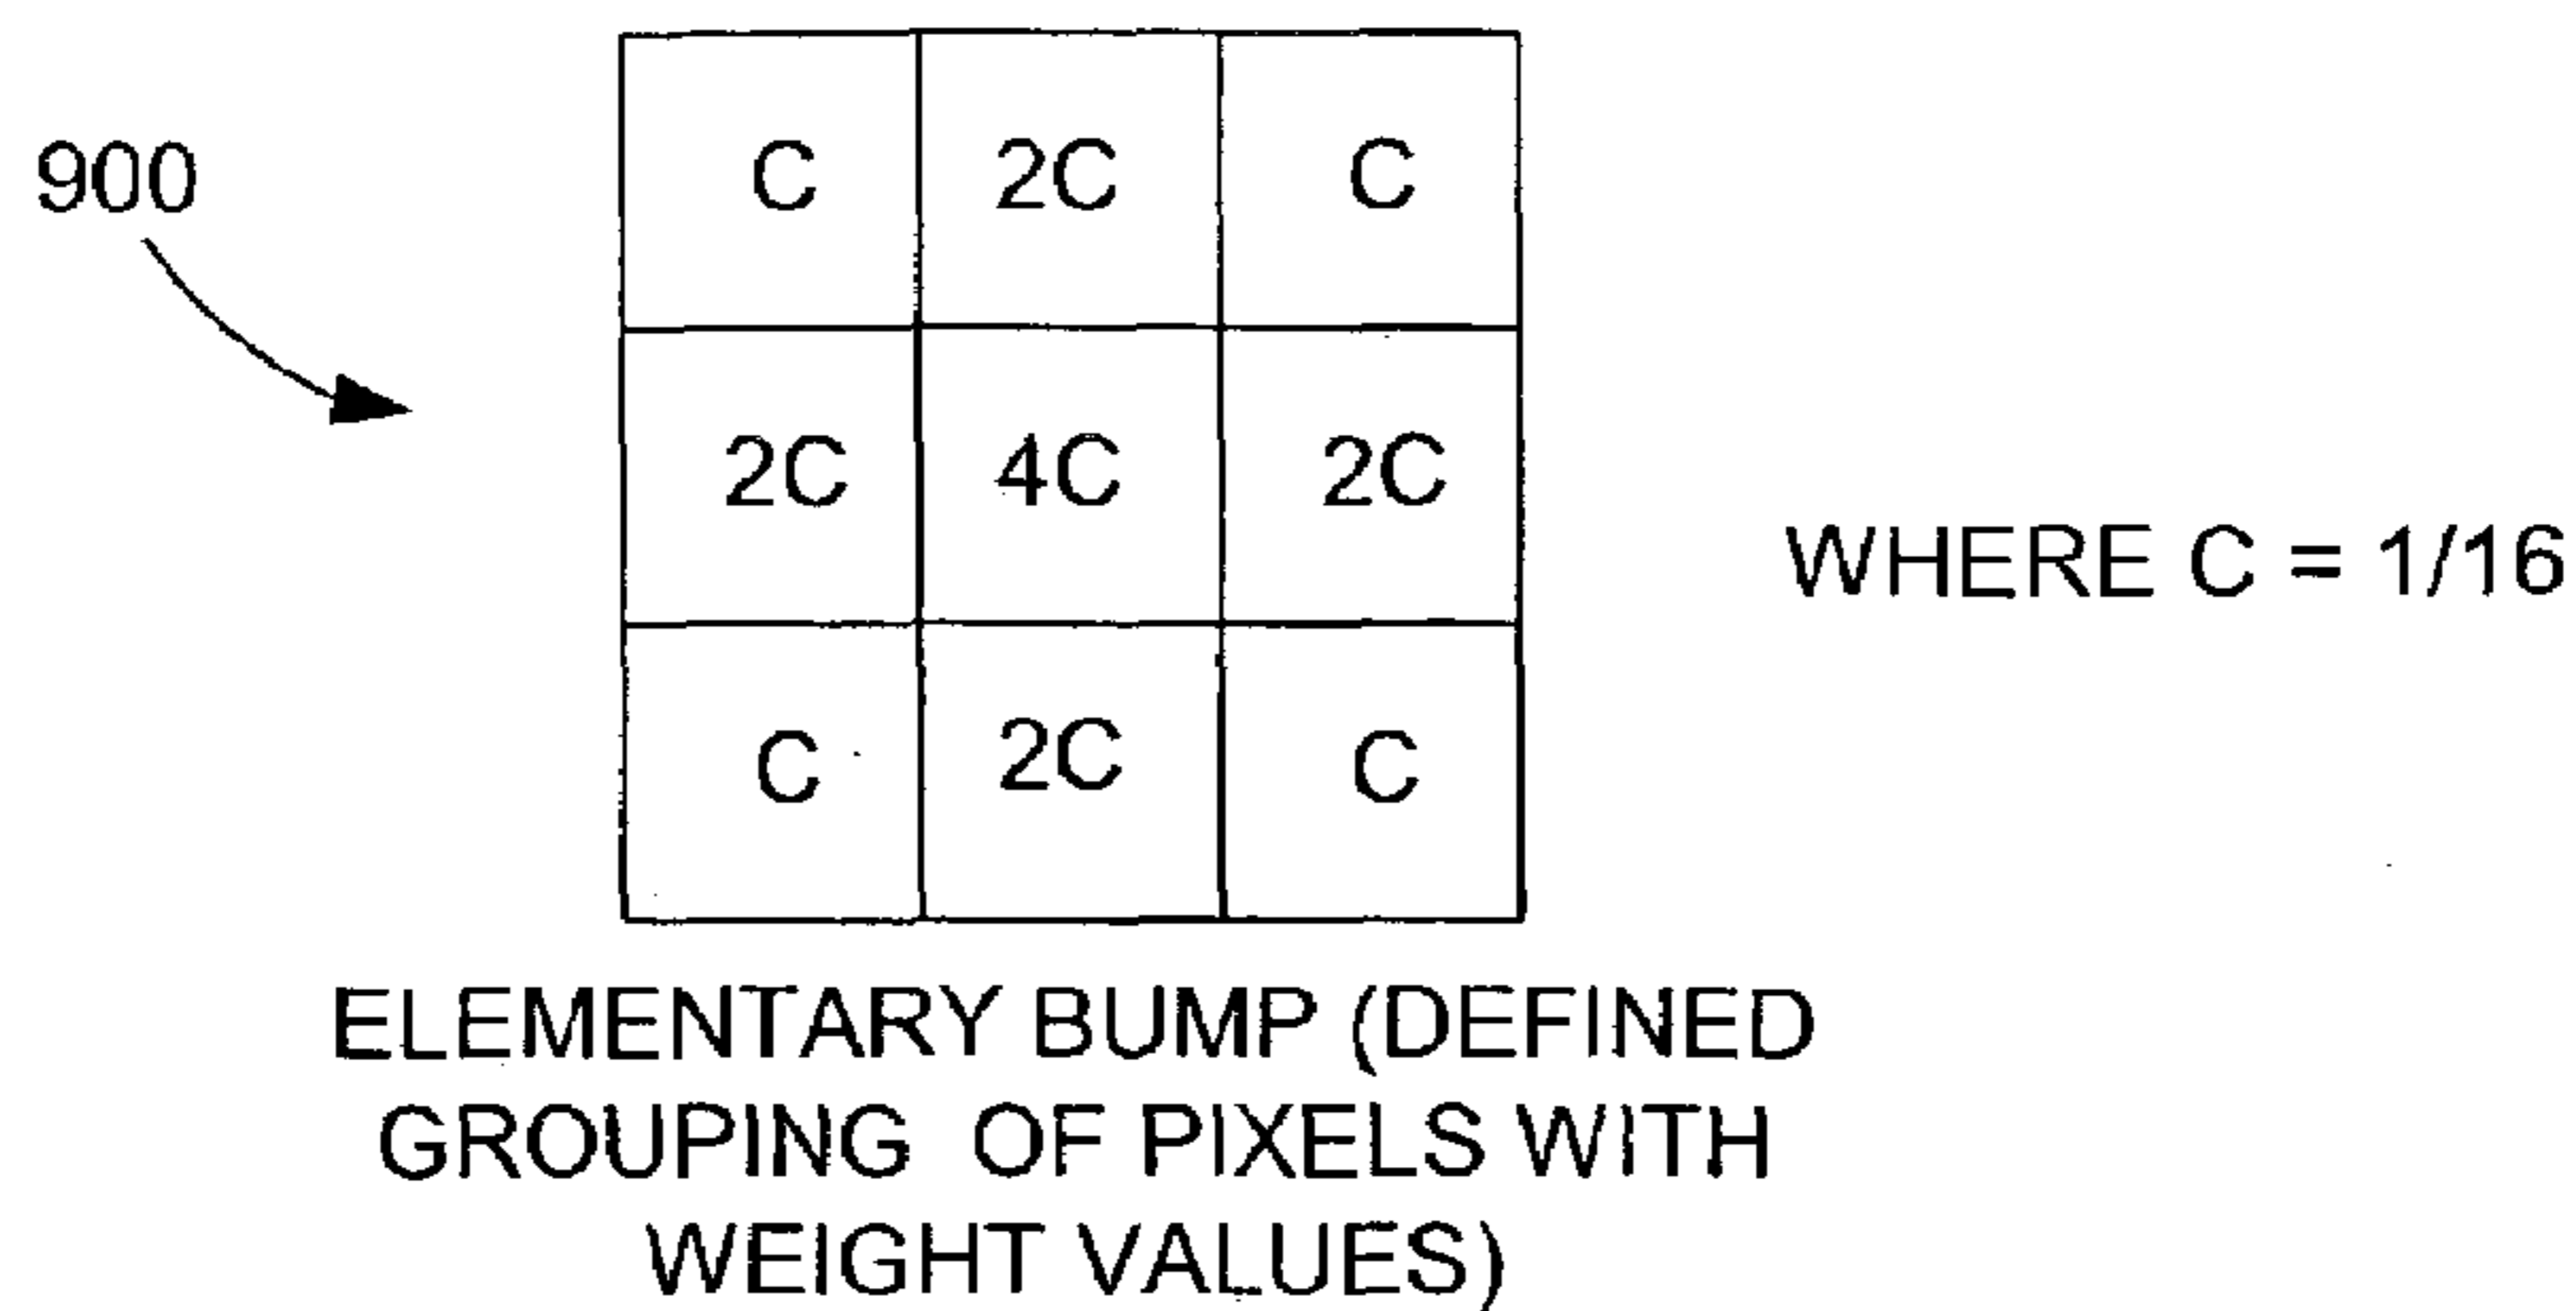 900
C 2C C
2C 4C 2C
WHERE C = 1/16
C 2C C
ELEMENTARY BUMP (DEFINED
GROUPING OF PIXELS WITH
WEIGHT VALUES)